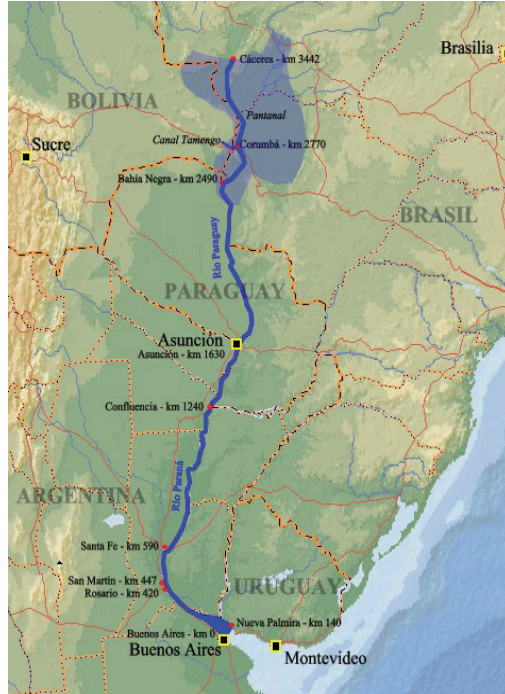 Brasilia
Cáceres - km 3442
BOLIVIA
Pantanal
Canal Tamengo
Corumbá - km 2770
Sucre
Bahía Negra - km 2490
BRASIL
Río Paraguay
PARAGUAY
Asunción
Asunción - km 1630
Confluencia - km 1240
Río Paraná
ARGENTINA
Santa Fe - km 590
San Martín - km 447
Rosario - km 420
URUGUAY
Nueva Palmira - km 140
Buenos Aires - km 0
Buenos Aires
Montevideo